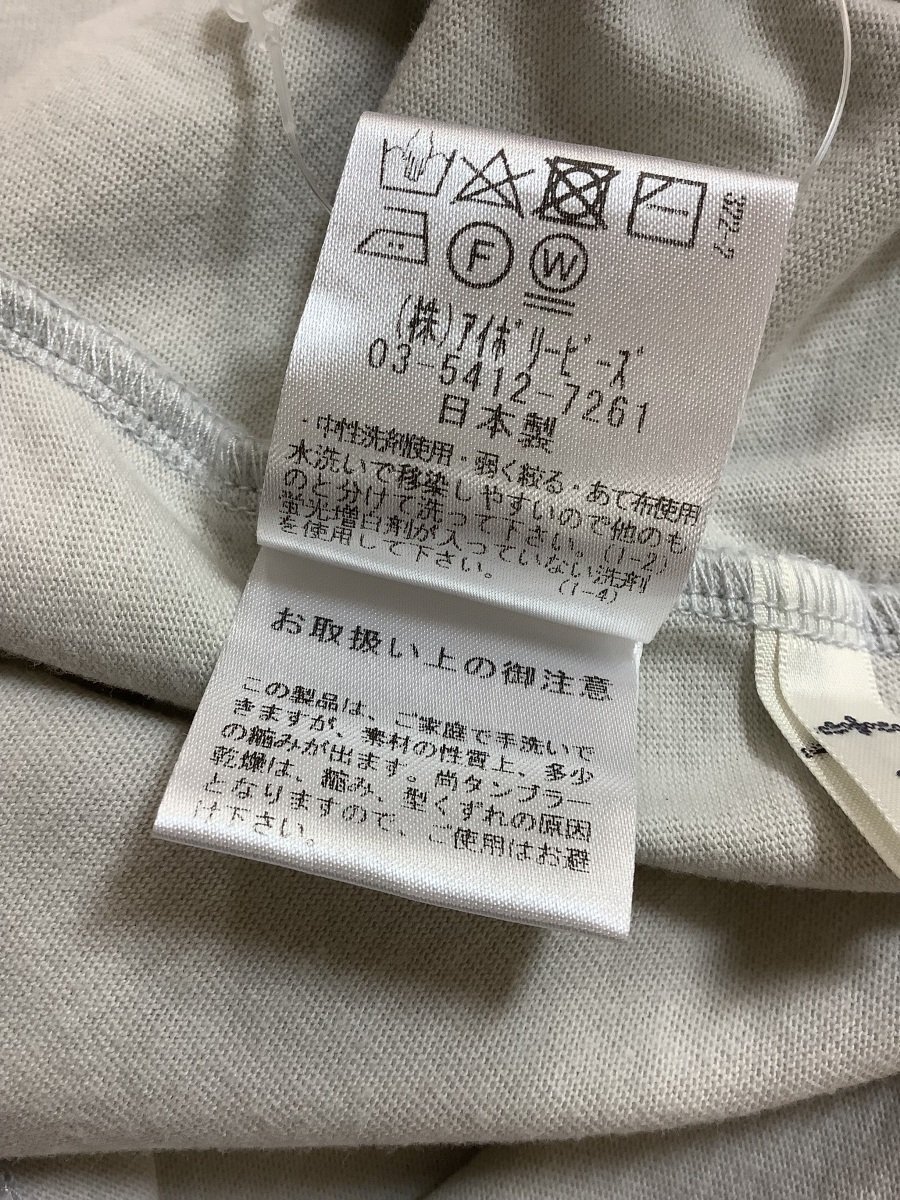 F W
(株)アイボリービーズ
03-5412-7261
日本製
・中性洗剤使用・弱く絞る・あて布使用
水洗いで移染しやすいので他のも
のと分けて洗って下さい。(1-2)
蛍光増白剤が入っていない洗剤
を使用して下さい。 (1-4)
お取扱い上の御注意
この製品は、ご家庭で手洗いで
きますが、素材の性質上、多少
の縮みが出ます。尚タンブラー
乾燥は、縮み、型くずれの原因
となりますので、ご使用はお避
け下さい。